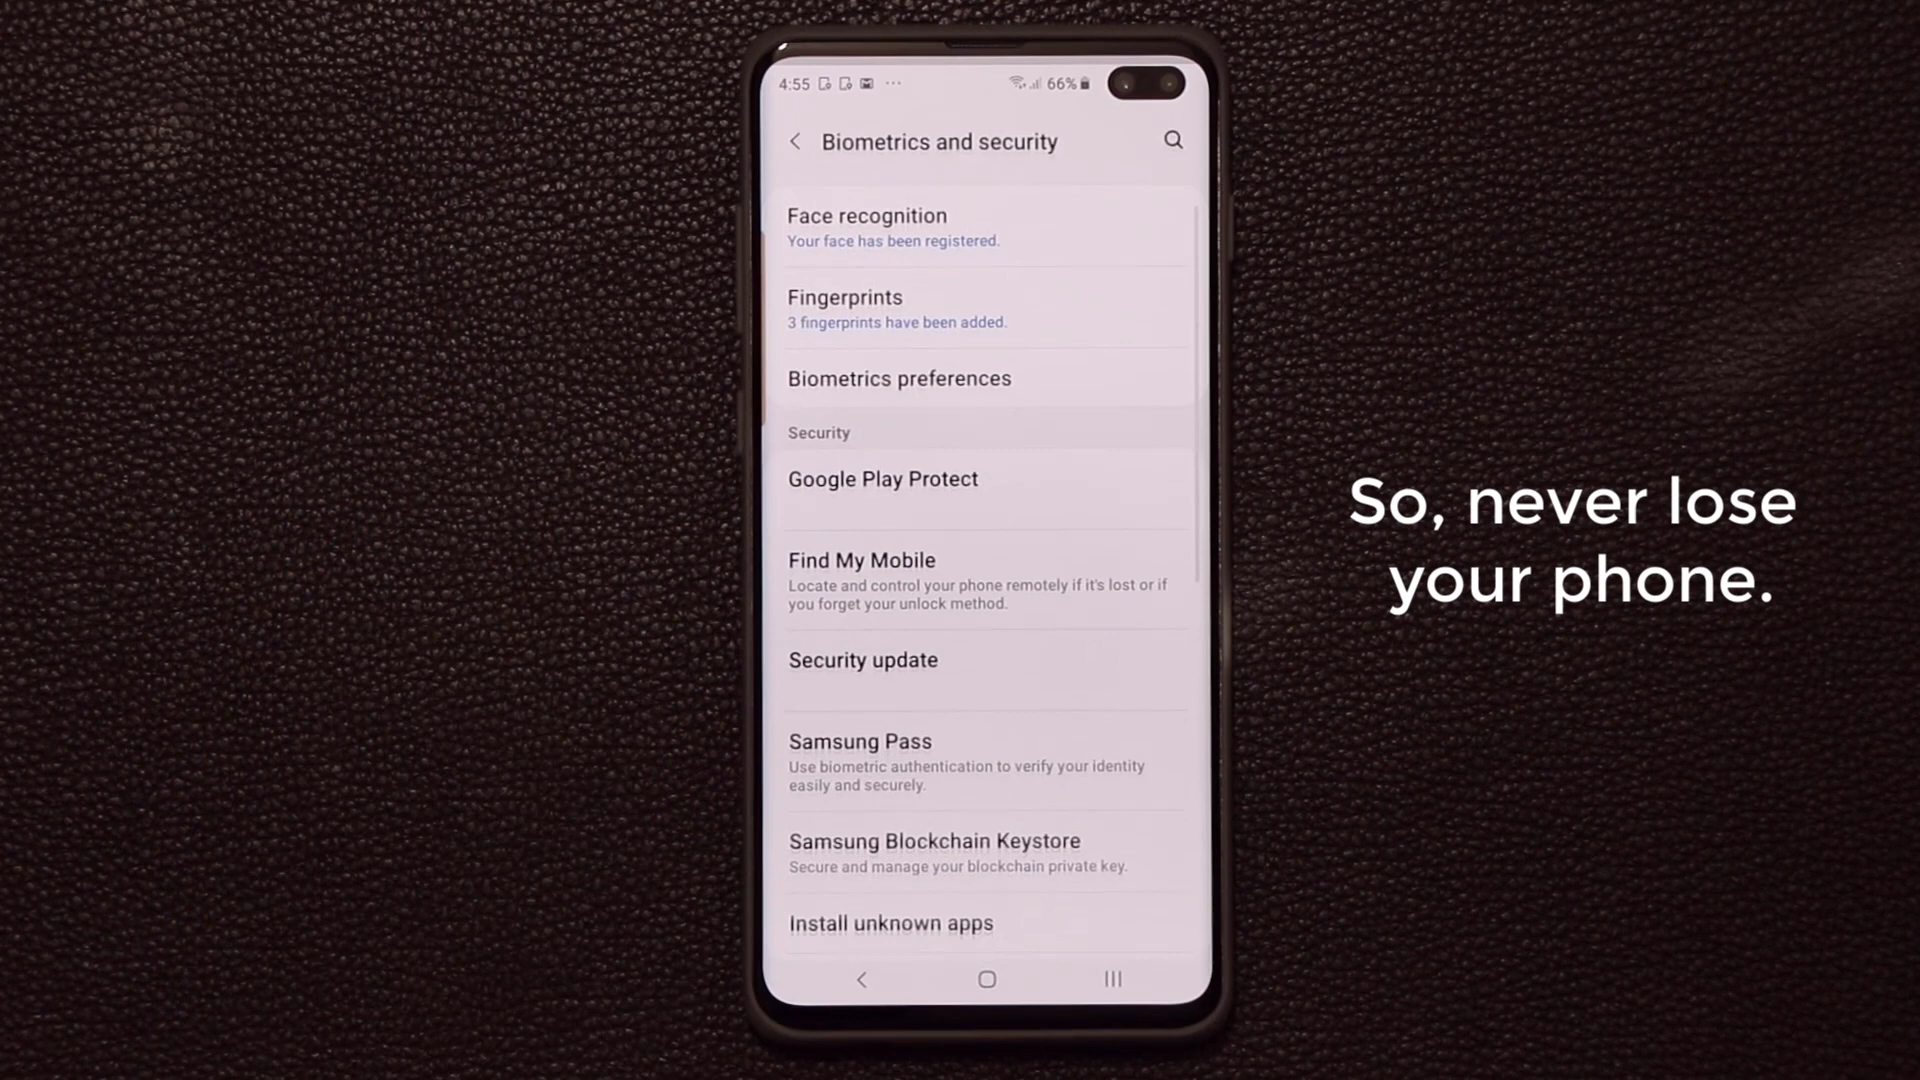 4:55
66%
Biometrics and security
Face recognition
Your face has been registered.
Fingerprints
3 fingerprints have been added.
Biometrics preferences
Security
Google Play Protect
Find My Mobile
Locate and control your phone remotely if it's lost or if
you forget your unlock method.
Security update
Samsung Pass
Use biometric authentication to verify your identity
easily and securely.
Samsung Blockchain Keystore
Secure and manage your blockchain private key.
Install unknown apps
So, never lose
your phone.